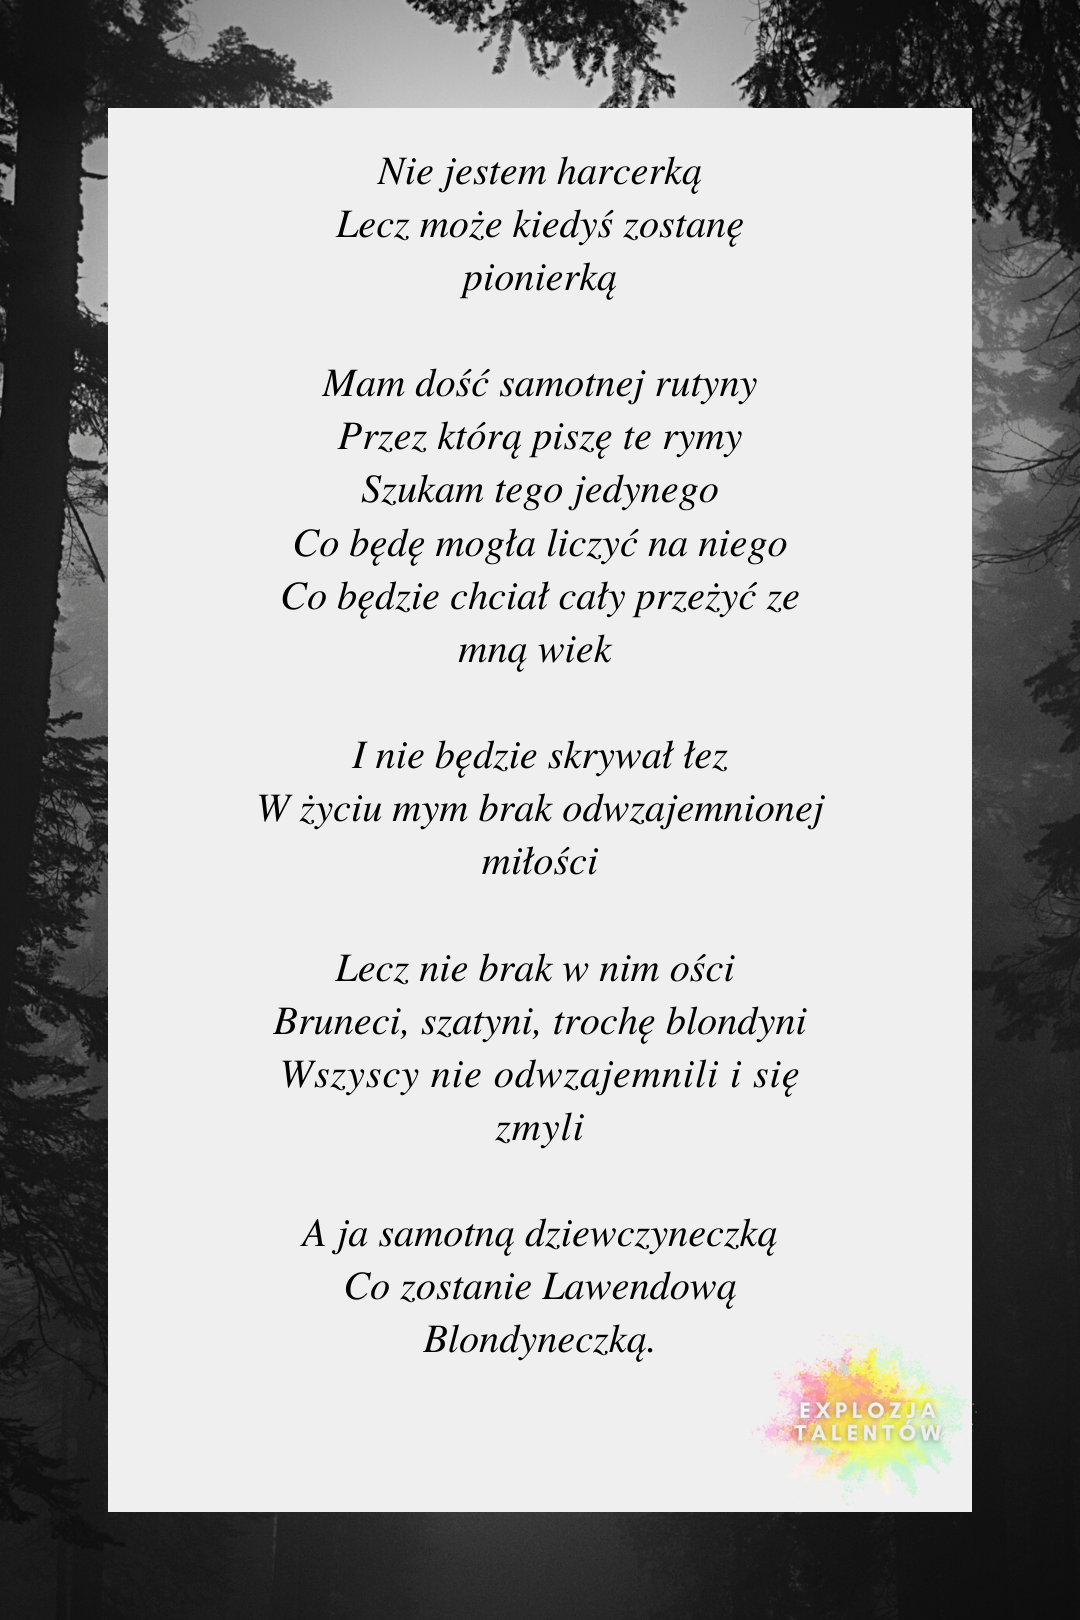 Nie jestem harcerką
Lecz może kiedyś zostanę
pionierką
Mam dość samotnej rutyny
Przez którą piszę te rymy
Szukam tego jedynego
Co będę mogła liczyć na niego
Co będzie chciał cały przeżyć ze
mną wiek
I nie będzie skrywał łez
W życiu mym brak odwzajemnionej
miłości
Lecz nie brak w nim ości
Bruneci, szatyni, trochę blondyni
Wszyscy nie odwzajemnili i się
zmyli
A ja samotną dziewczyneczką
Co zostanie Lawendową
Blondyneczką.
EXPLOZJA
TALENTÓW